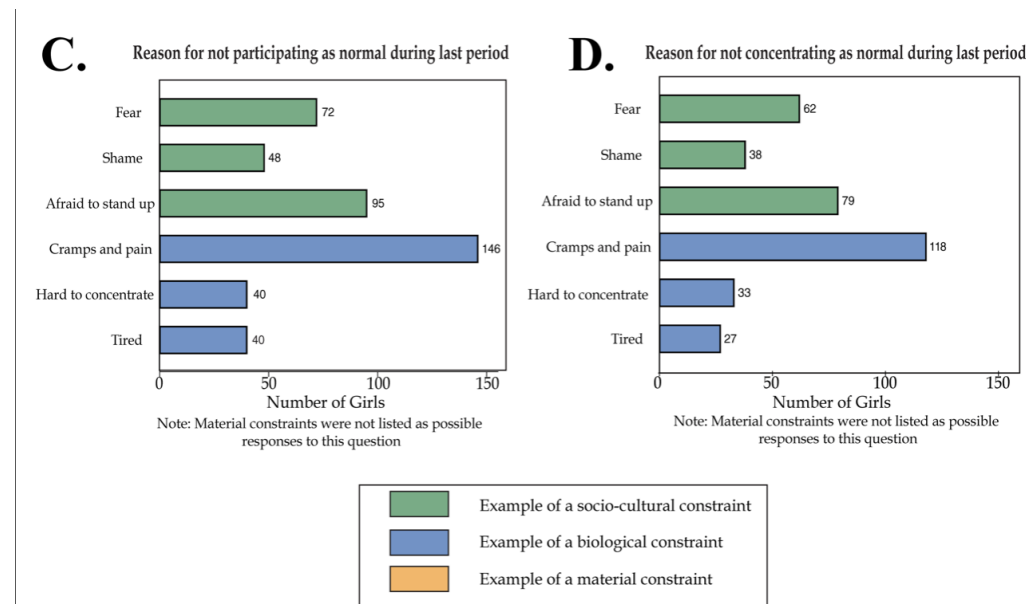 C.
Reason for not participating as normal during last period
Fear
72
Shame
48
Afraid to stand up
95
Cramps and pain
146
Hard to concentrate
40
Tired
40
0 50 100 150
Number of Girls
Note: Material constraints were not listed as possible
responses to this question
D.
Reason for not concentrating as normal during last period
Fear
62
Shame
38
Afraid to stand up
79
Cramps and pain
118
Hard to concentrate
33
Tired
27
0 50 100 150
Number of Girls
Note: Material constraints were not listed as possible
responses to this question
Example of a socio-cultural constraint
Example of a biological constraint
Example of a material constraint